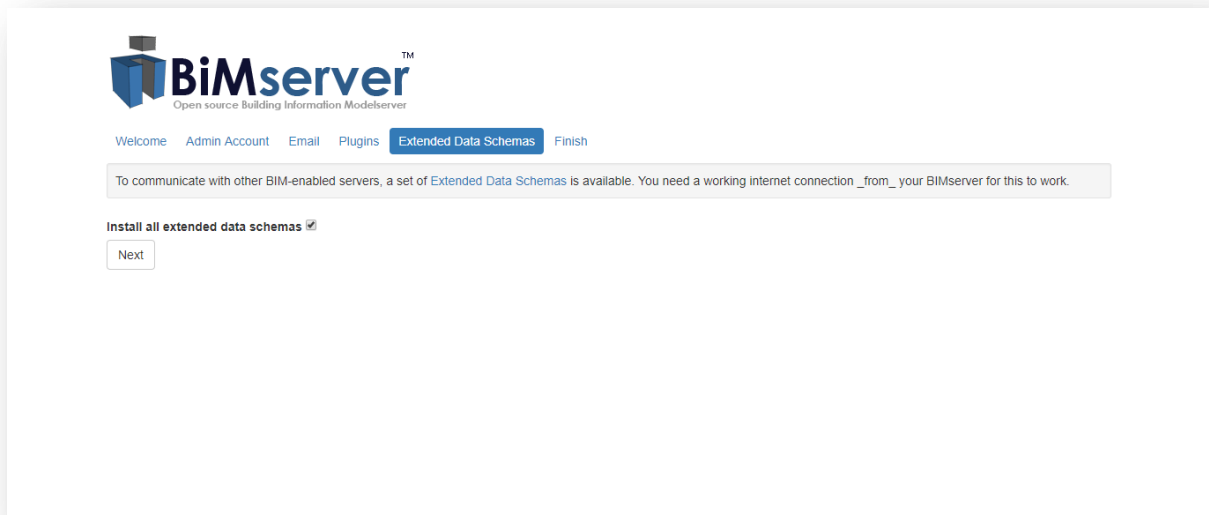 BiMserver™
Open source Building Information Modelserver
Welcome Admin Account Email Plugins Extended Data Schemas Finish
To communicate with other BIM-enabled servers, a set of Extended Data Schemas is available. You need a working internet connection _from_ your BIMserver for this to work.
Install all extended data schemas
Next